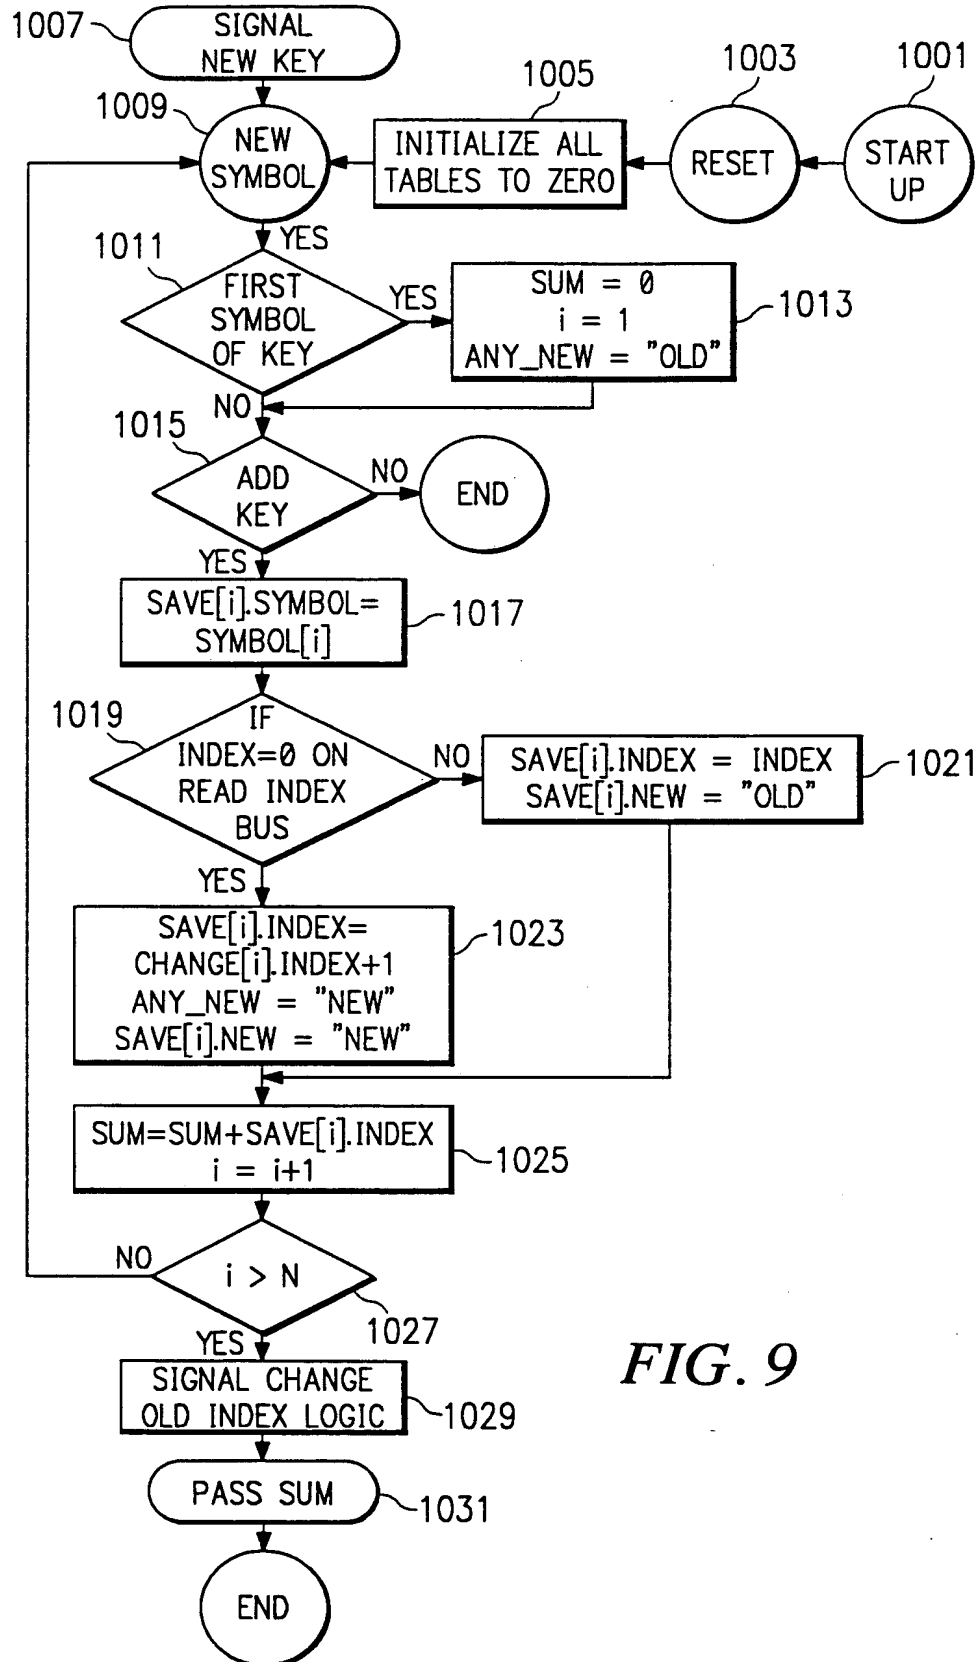 1007
SIGNAL
NEW KEY
1009
NEW
SYMBOL
1005
INITIALIZE ALL
TABLES TO ZERO
1003
RESET
1001
START
UP
YES
1011
FIRST
SYMBOL
OF KEY
YES
SUM = 0
i = 1
ANY_NEW = "OLD"
1013
NO
1015
ADD
KEY
NO
END
YES
SAVE[i].SYMBOL=
SYMBOL[i]
1017
1019
IF
INDEX=0 ON
READ INDEX
BUS
NO
SAVE[i].INDEX = INDEX
SAVE[i].NEW = "OLD"
1021
YES
SAVE[i].INDEX=
CHANGE[i].INDEX+1
ANY_NEW = "NEW"
SAVE[i].NEW = "NEW"
1023
SUM=SUM+SAVE[i].INDEX
i = i+1
1025
NO
i > N
1027
YES
SIGNAL CHANGE
OLD INDEX LOGIC
1029
PASS SUM
1031
END
FIG. 9